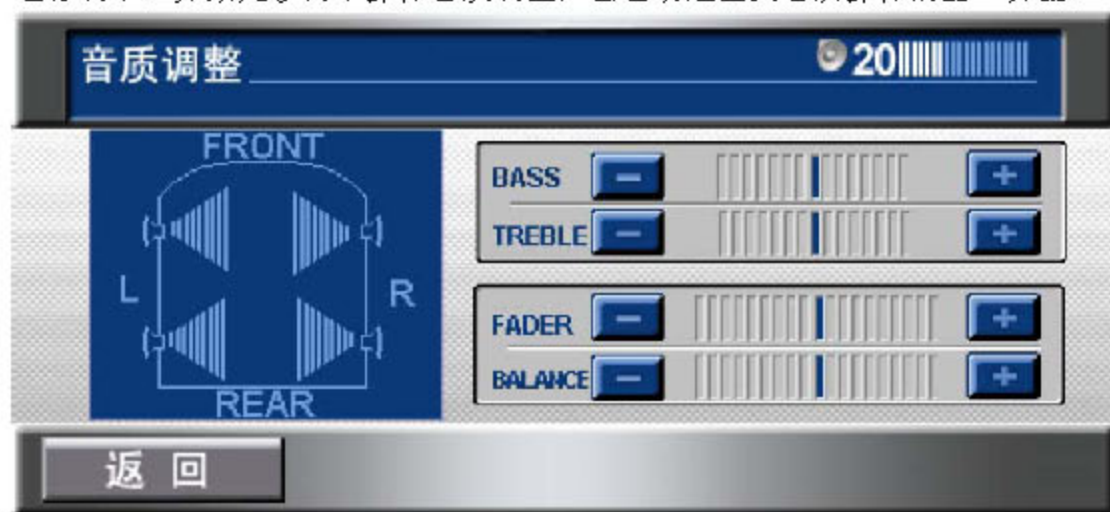 音质调整 20
FRONT
L R
REAR
BASS − +
TREBLE − +
FADER − +
BALANCE − +
返回